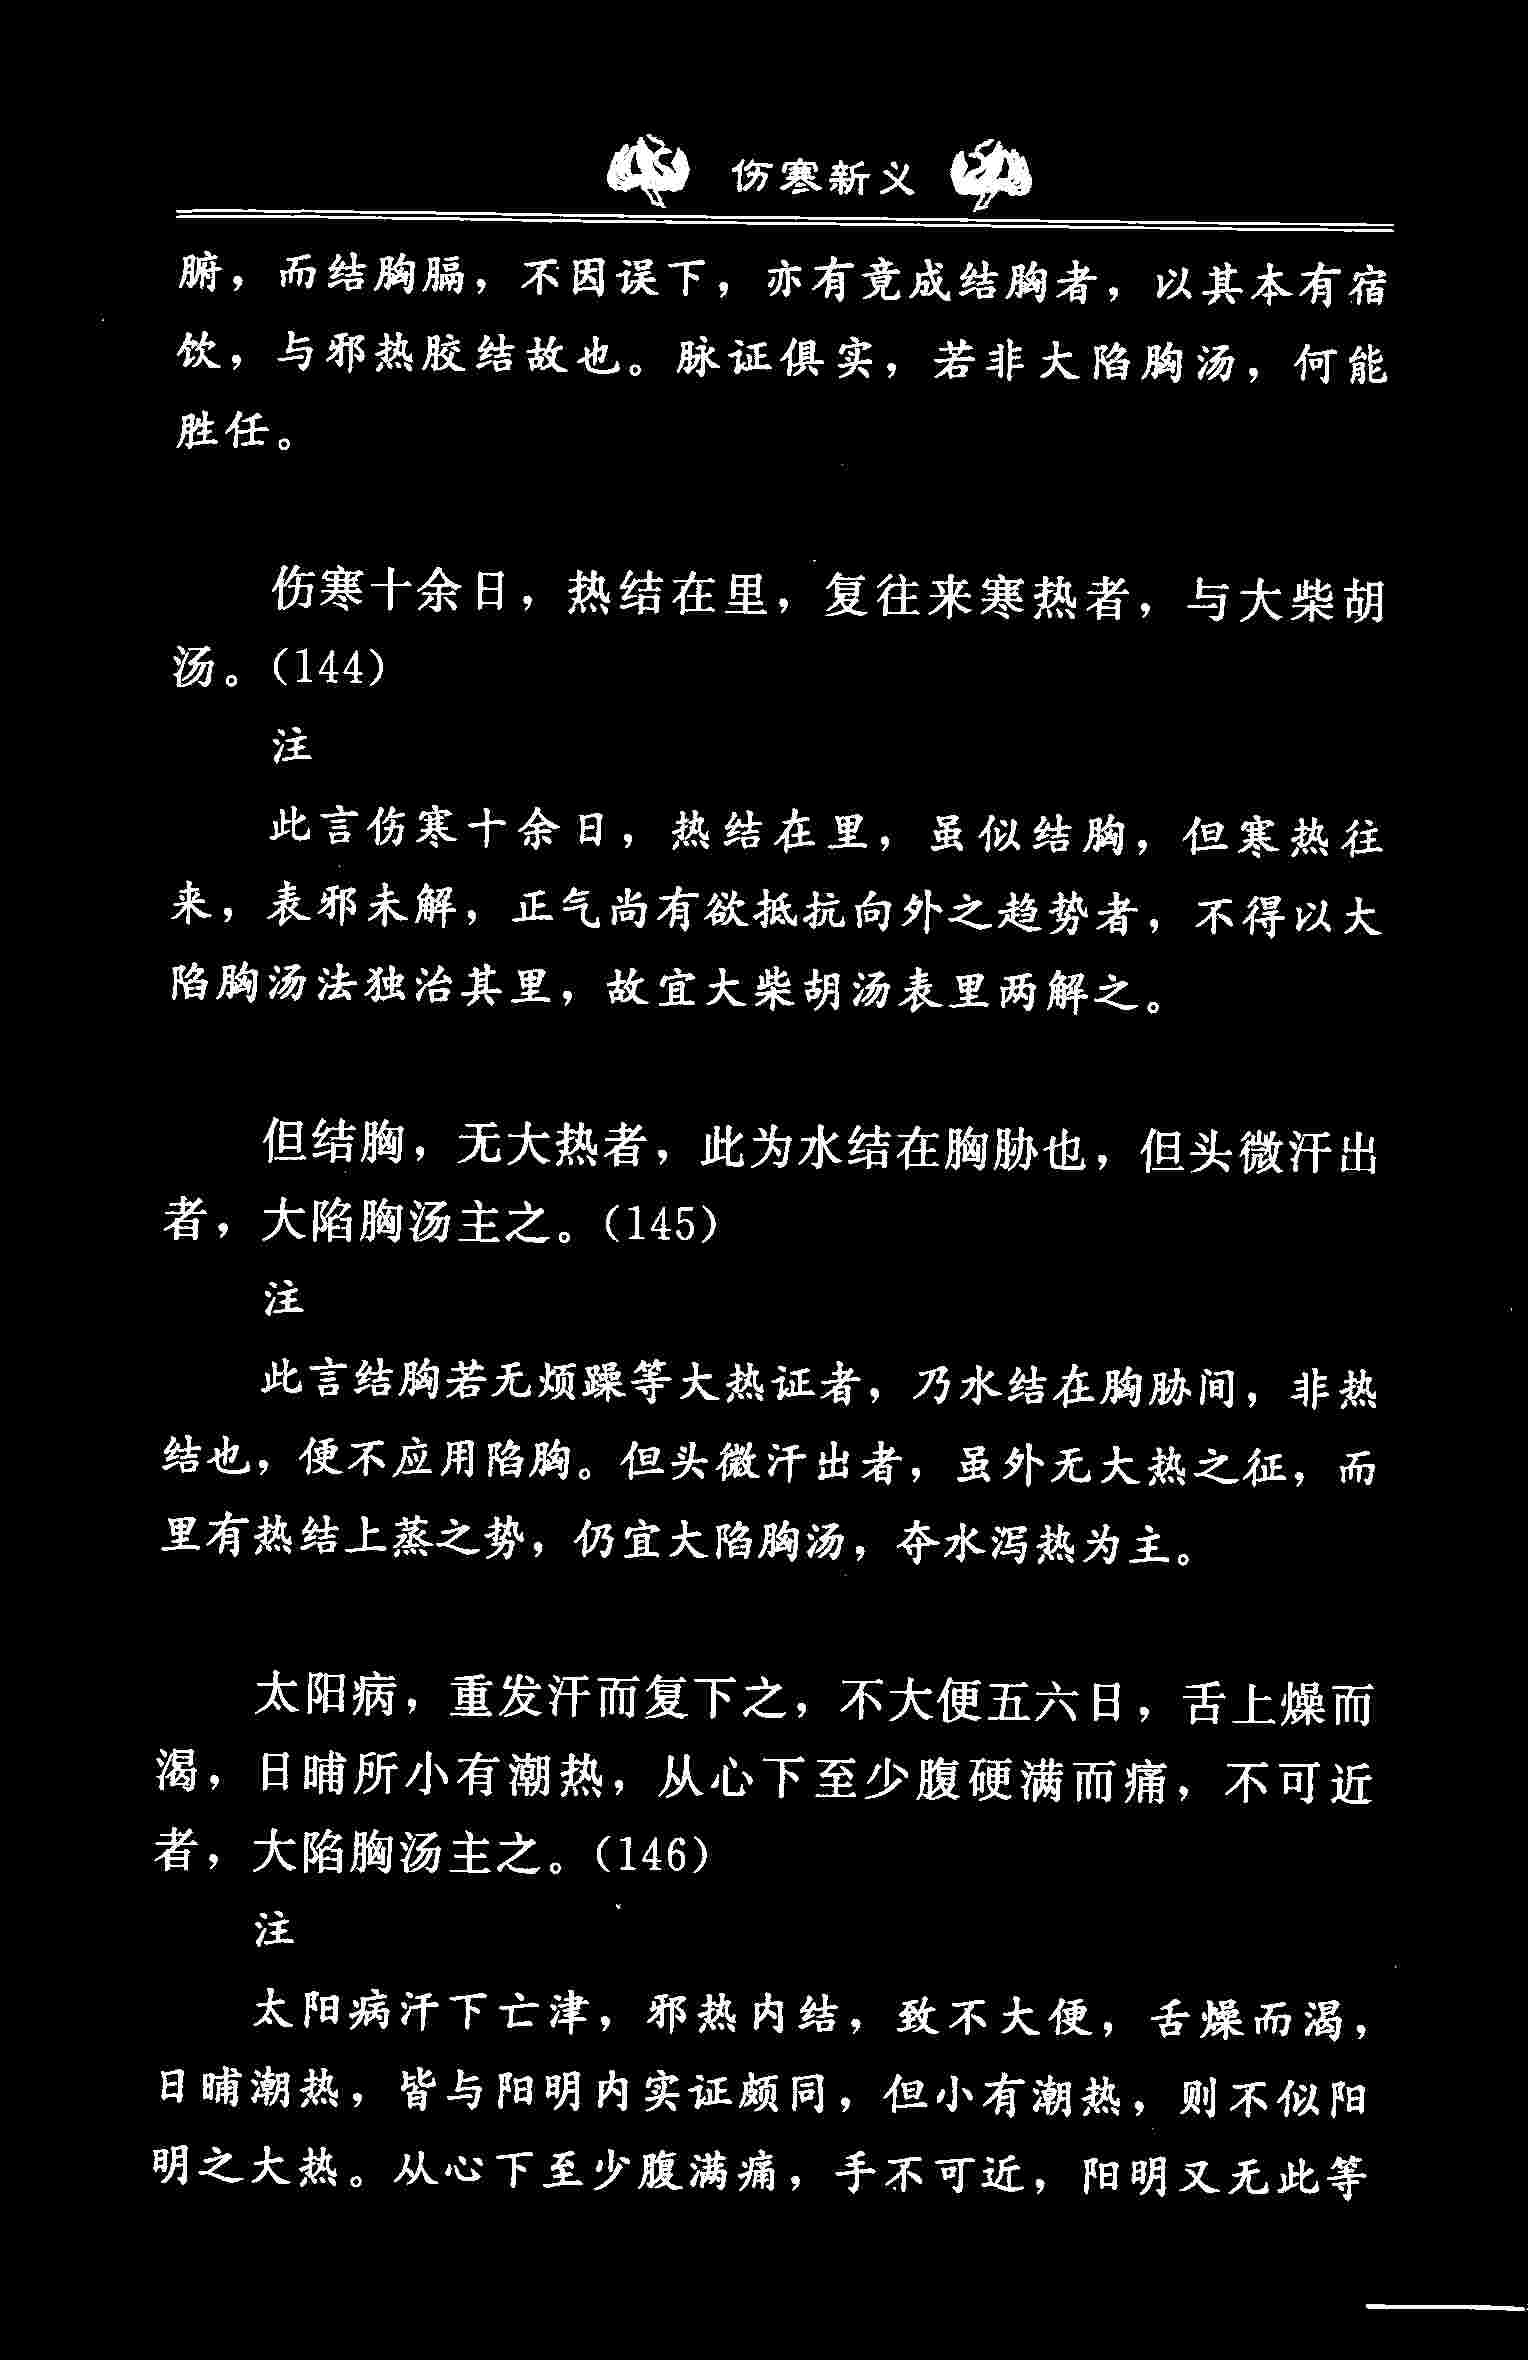 伤寒新义
腑，而结胸膈，不因误下，亦有竟成结胸者，以其本有宿
饮，与邪热胶结故也。脉证俱实，若非大陷胸汤，何能
胜任。
伤寒十余日，热结在里，复往来寒热者，与大柴胡
汤。（144）
注
此言伤寒十余日，热结在里，虽似结胸，但寒热往
来，表邪未解，正气尚有欲抵抗向外之趋势者，不得以大
陷胸汤法独治其里，故宜大柴胡汤表里两解之。
但结胸，无大热者，此为水结在胸胁也，但头微汗出
者，大陷胸汤主之。（145）
注
此言结胸若无烦躁等大热证者，乃水结在胸胁间，非热
结也，便不应用陷胸。但头微汗出者，虽外无大热之征，而
里有热结上蒸之势，仍宜大陷胸汤，夺水泻热为主。
太阳病，重发汗而复下之，不大便五六日，舌上燥而
渴，日晡所小有潮热，从心下至少腹硬满而痛，不可近
者，大陷胸汤主之。（146）
注
太阳病汗下亡津，邪热内结，致不大便，舌燥而渴，
日晡潮热，皆与阳明内实证颇同，但小有潮热，则不似阳
明之大热。从心下至少腹满痛，手不可近，阳明又无此等